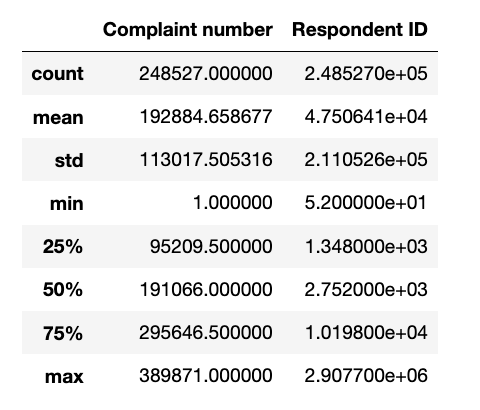 Complaint number Respondent ID
count 248527.000000 2.485270e+05
mean 192884.658677 4.750641e+04
std 113017.505316 2.110526e+05
min 1.000000 5.200000e+01
25% 95209.500000 1.348000e+03
50% 191066.000000 2.752000e+03
75% 295646.500000 1.019800e+04
max 389871.000000 2.907700e+06